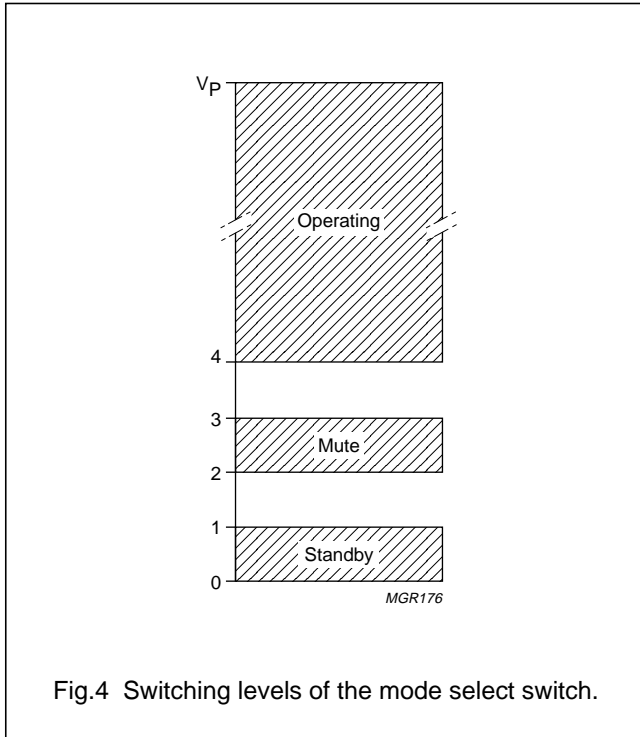 VP
Operating
4
3
Mute
2
1
Standby
0
MGR176
Fig.4 Switching levels of the mode select switch.